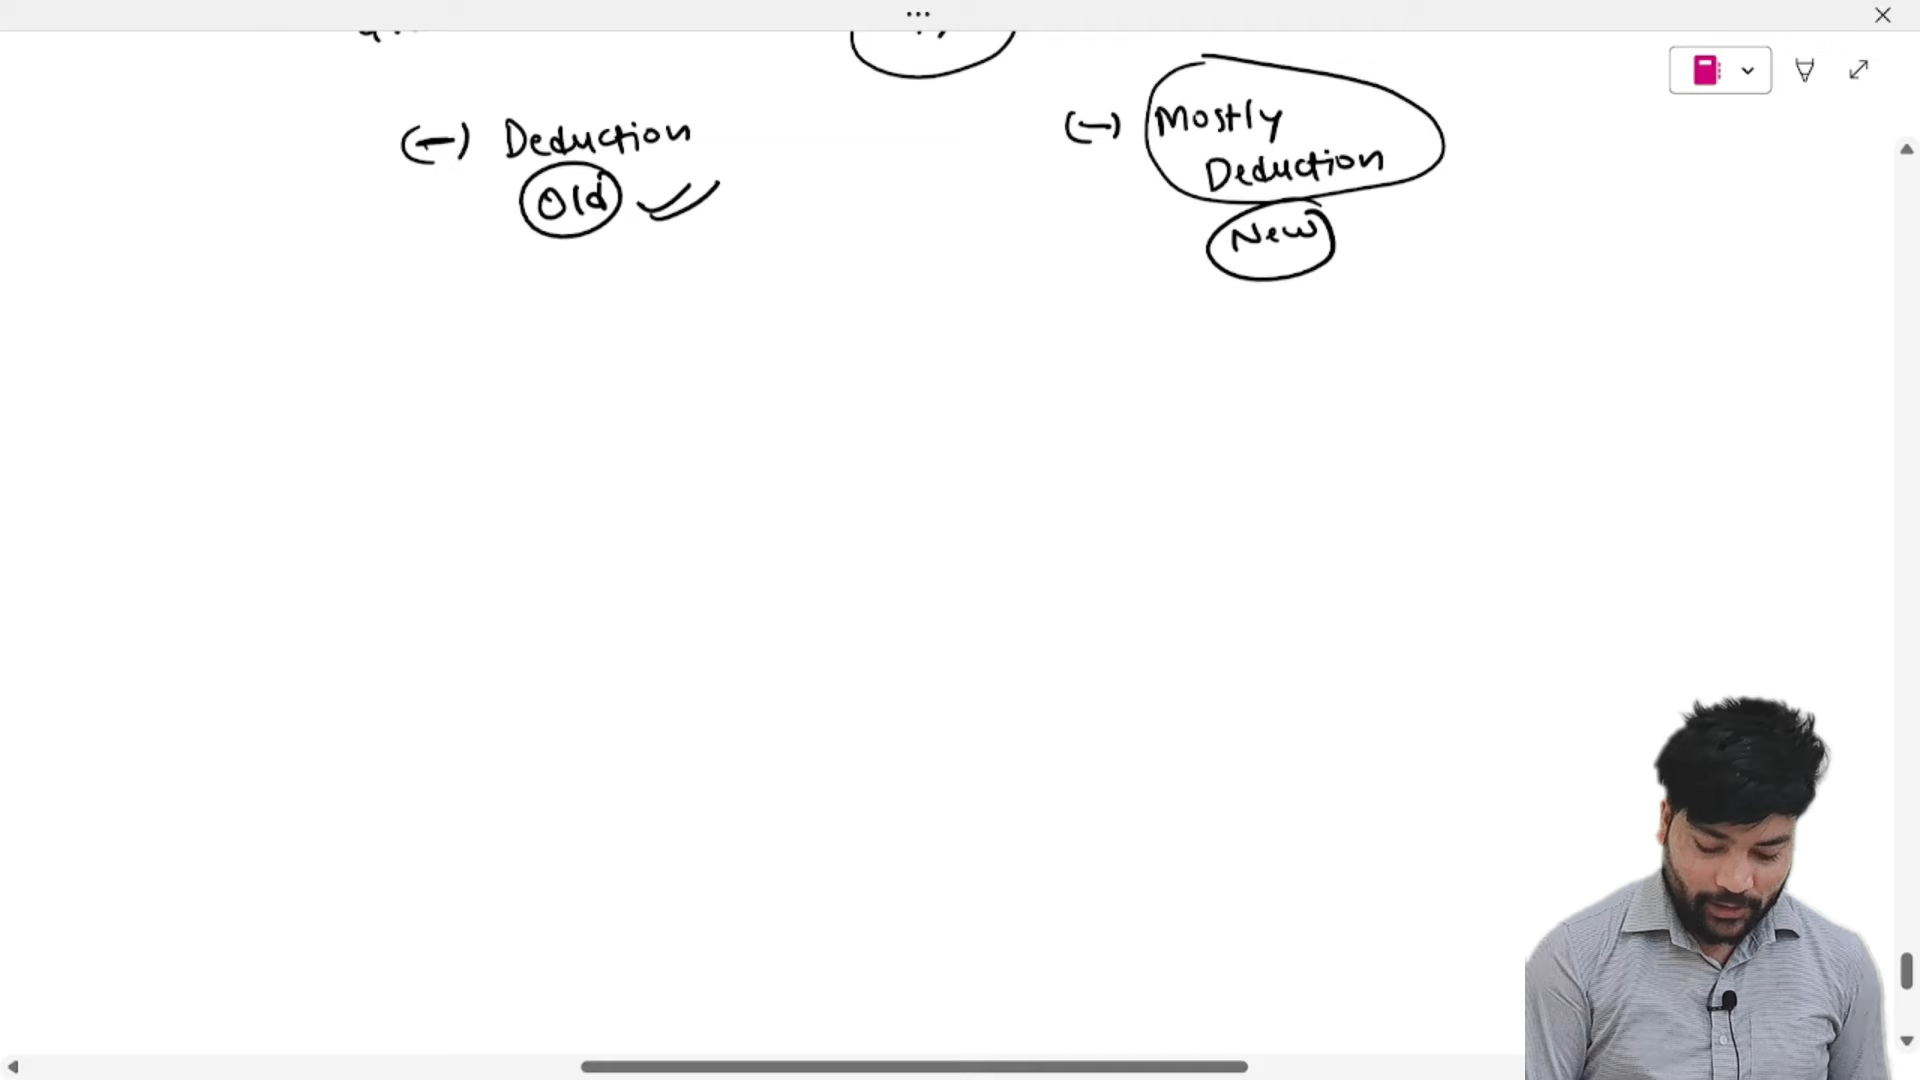 (-) Deduction
Old
(-) Mostly
Deduction
New